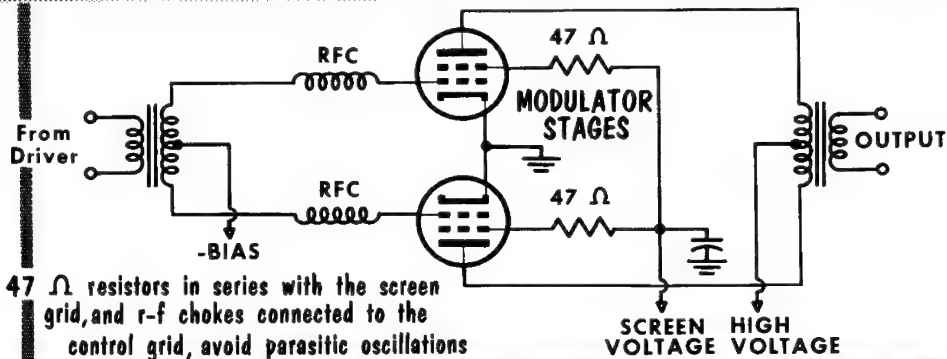 RFC
47 Ω
MODULATOR
STAGES
From
Driver
OUTPUT
RFC
47 Ω
-BIAS
47 Ω resistors in series with the screen
grid, and r-f chokes connected to the
control grid, avoid parasitic oscillations
SCREEN
VOLTAGE
HIGH
VOLTAGE